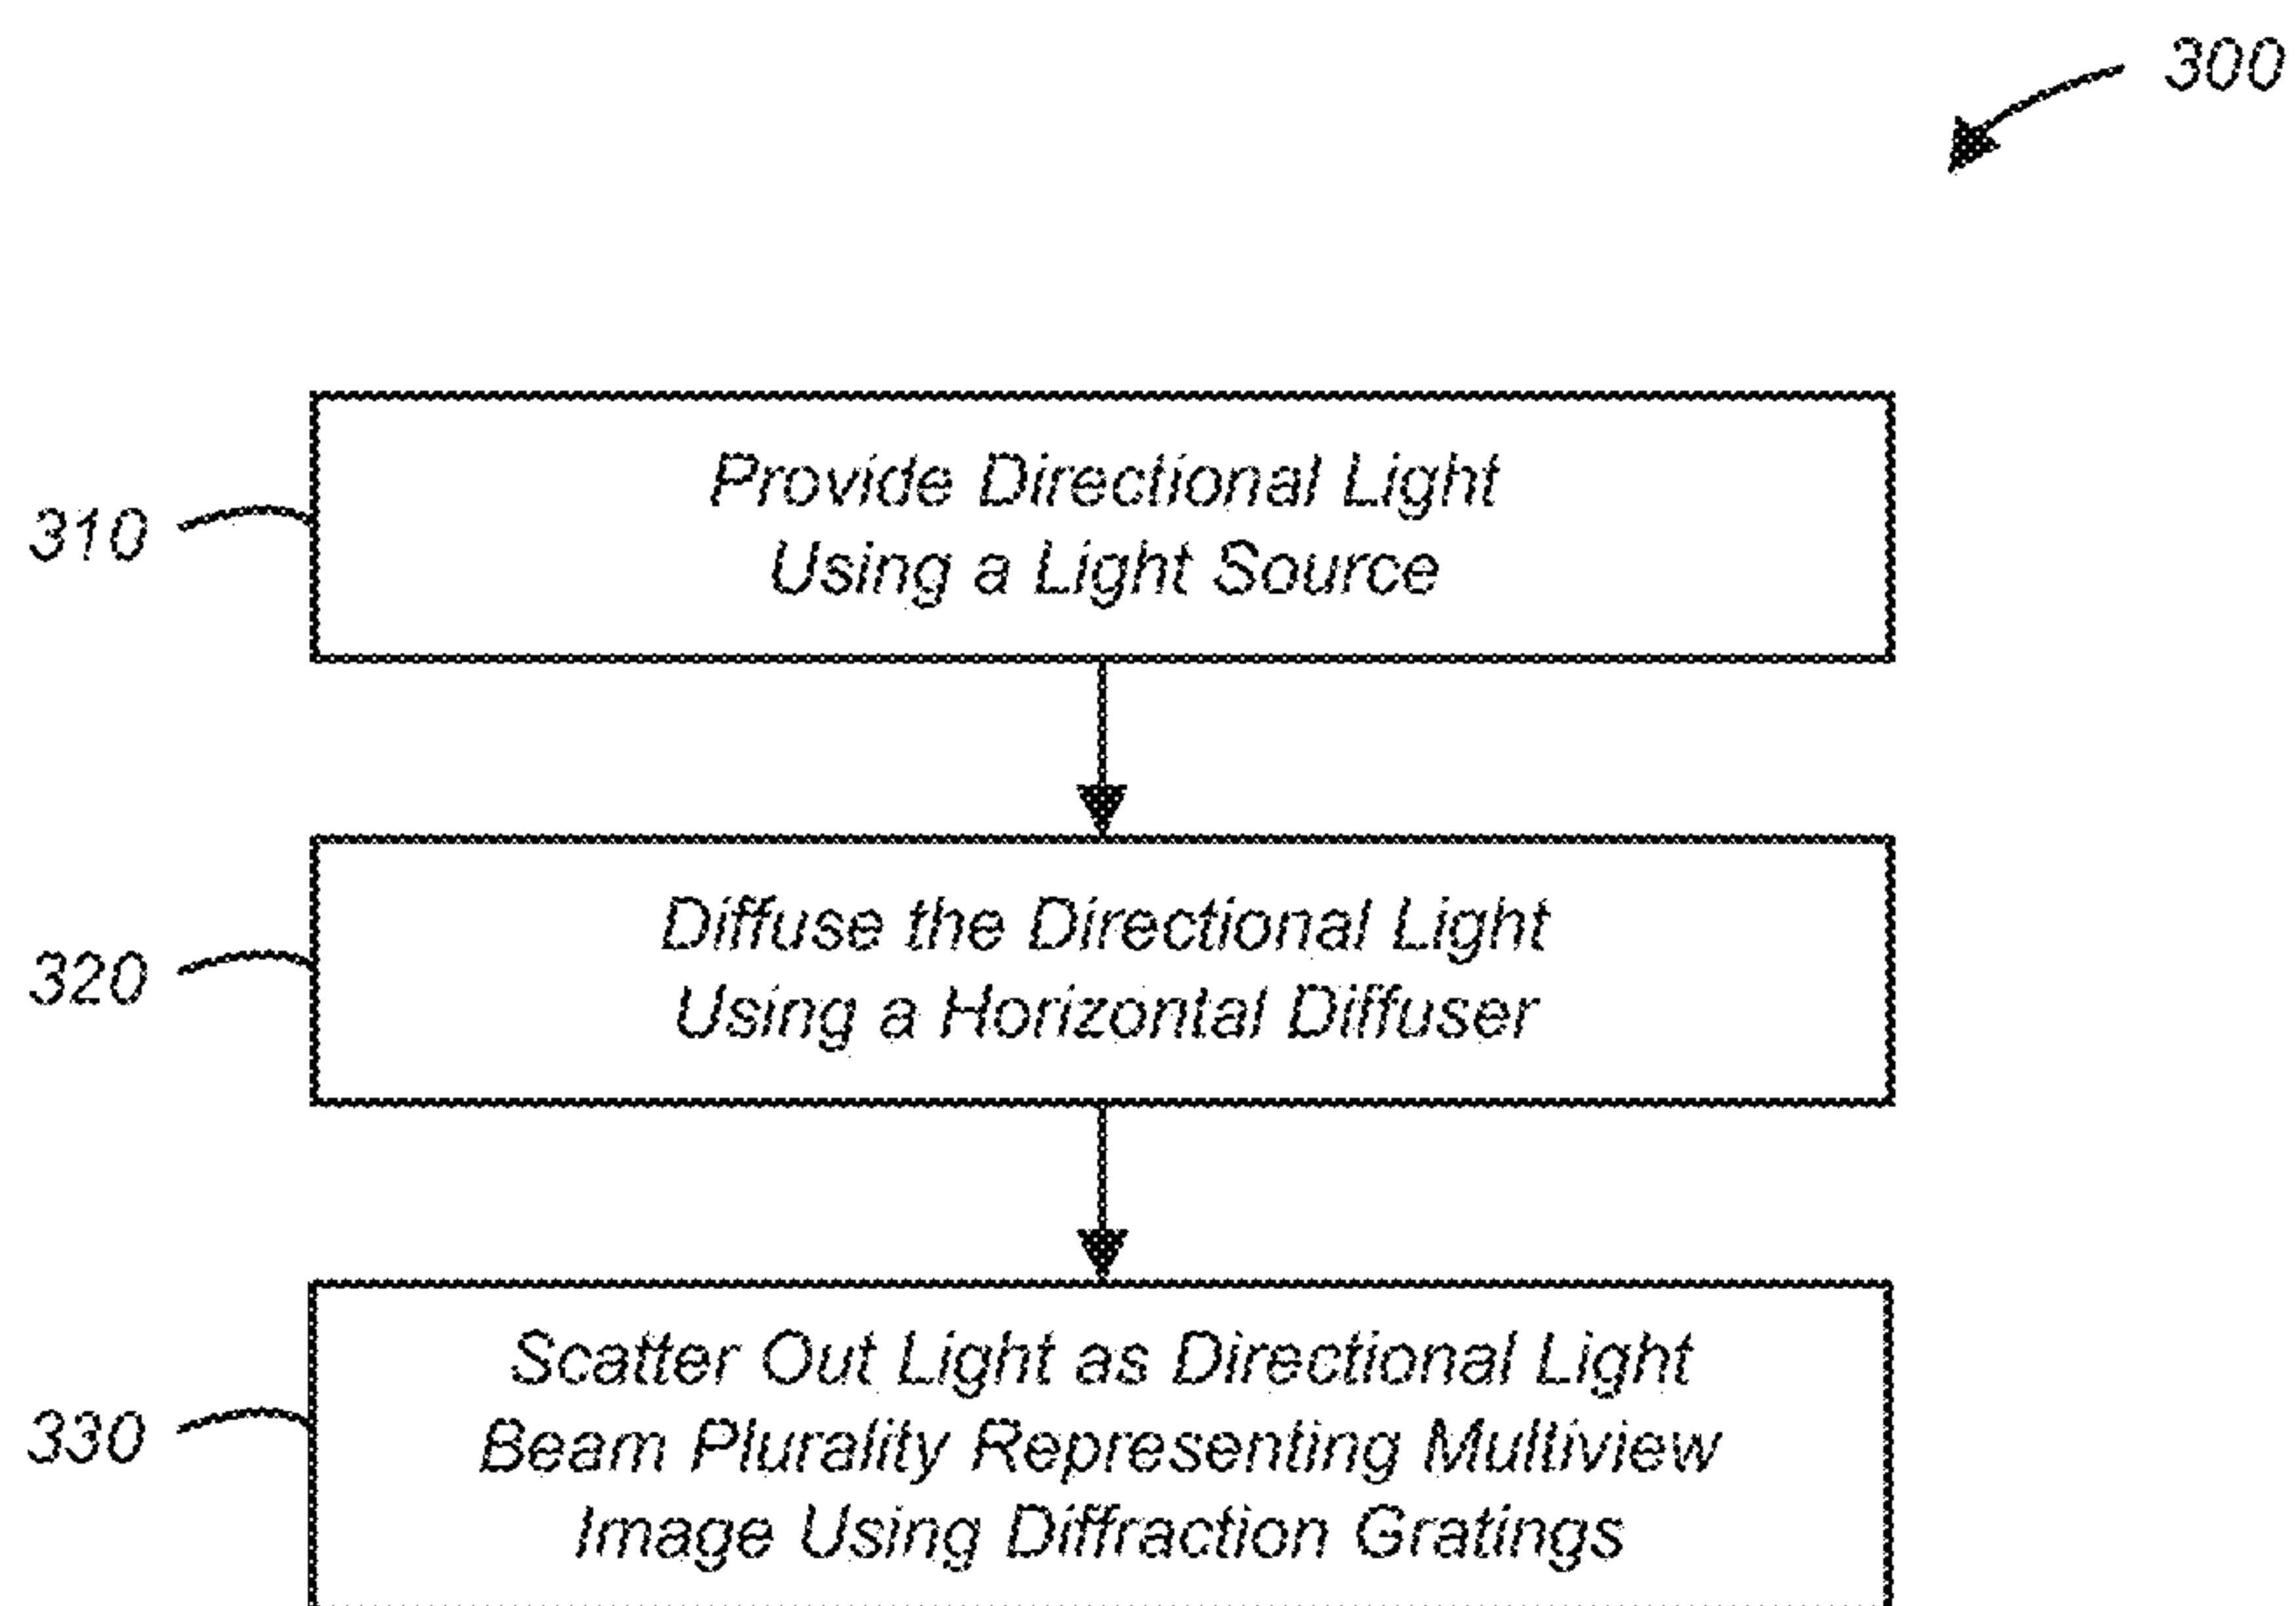 300
310
Provide Directional Light
Using a Light Source
320
Diffuse the Directional Light
Using a Horizontal Diffuser
330
Scatter Out Light as Directional Light
Beam Plurality Representing Multiview
Image Using Diffraction Gratings